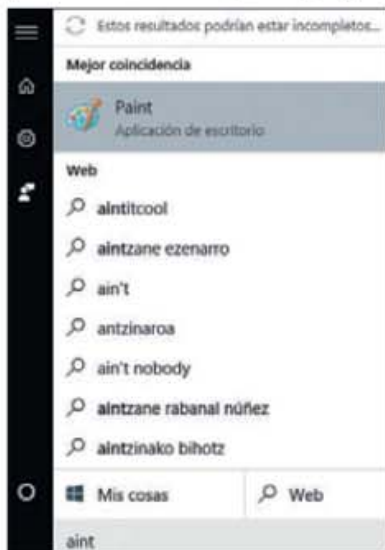 Estos resultados podrían estar incompletos...
Mejor coincidencia
Paint
Aplicación de escritorio
Web
aintitcool
aintzane ezenarro
ain't
antzinaroa
ain't nobody
aintzane rabanal núñez
aintzinako bihotz
Mis cosas
Web
aint